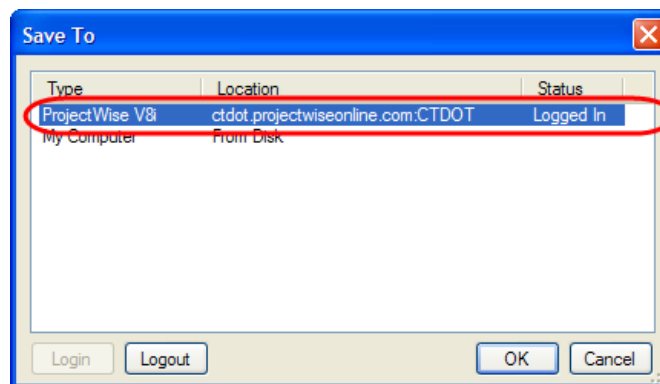 Save To
Type Location Status
ProjectWise V8i ctdot.projectwiseonline.com:CTDOT Logged In
My Computer From Disk
Login Logout OK Cancel